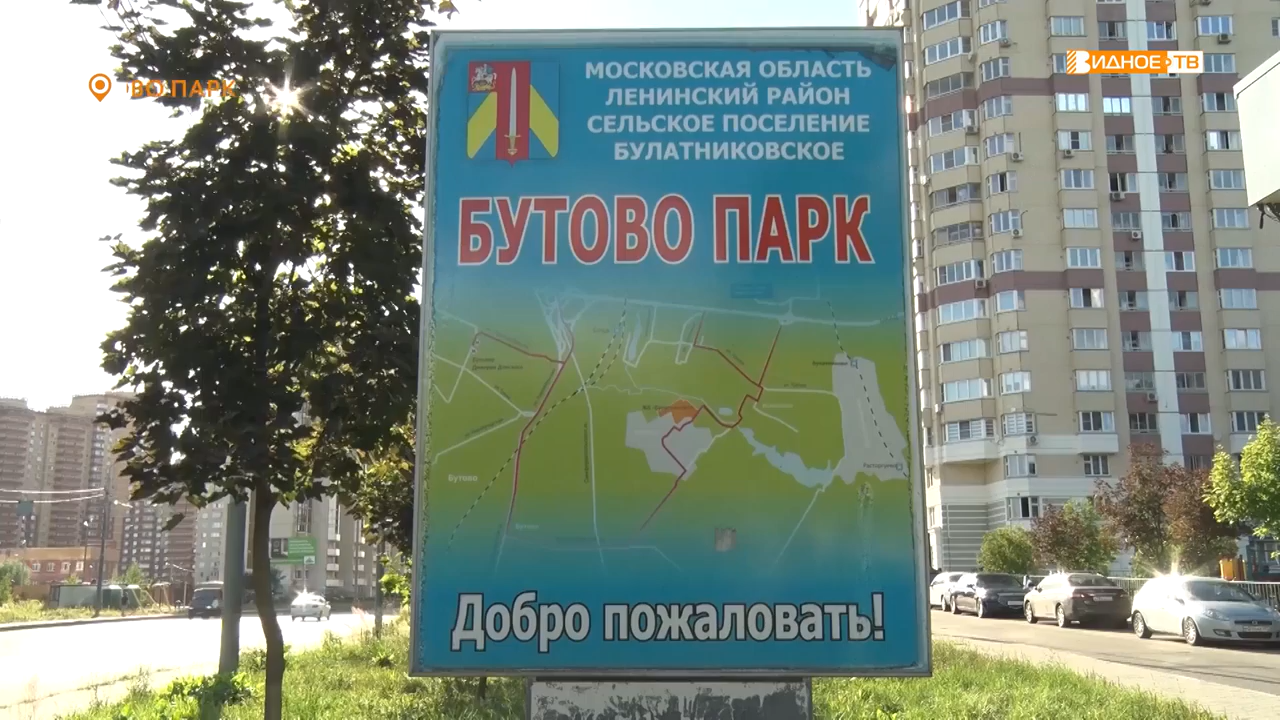 ВО ПАРК
ВИДНОЕ-ТВ
МОСКОВСКАЯ ОБЛАСТЬ
ЛЕНИНСКИЙ РАЙОН
СЕЛЬСКОЕ ПОСЕЛЕНИЕ
БУЛАТНИКОВСКОЕ
БУТОВО ПАРК
Бутово
Добро пожаловать!